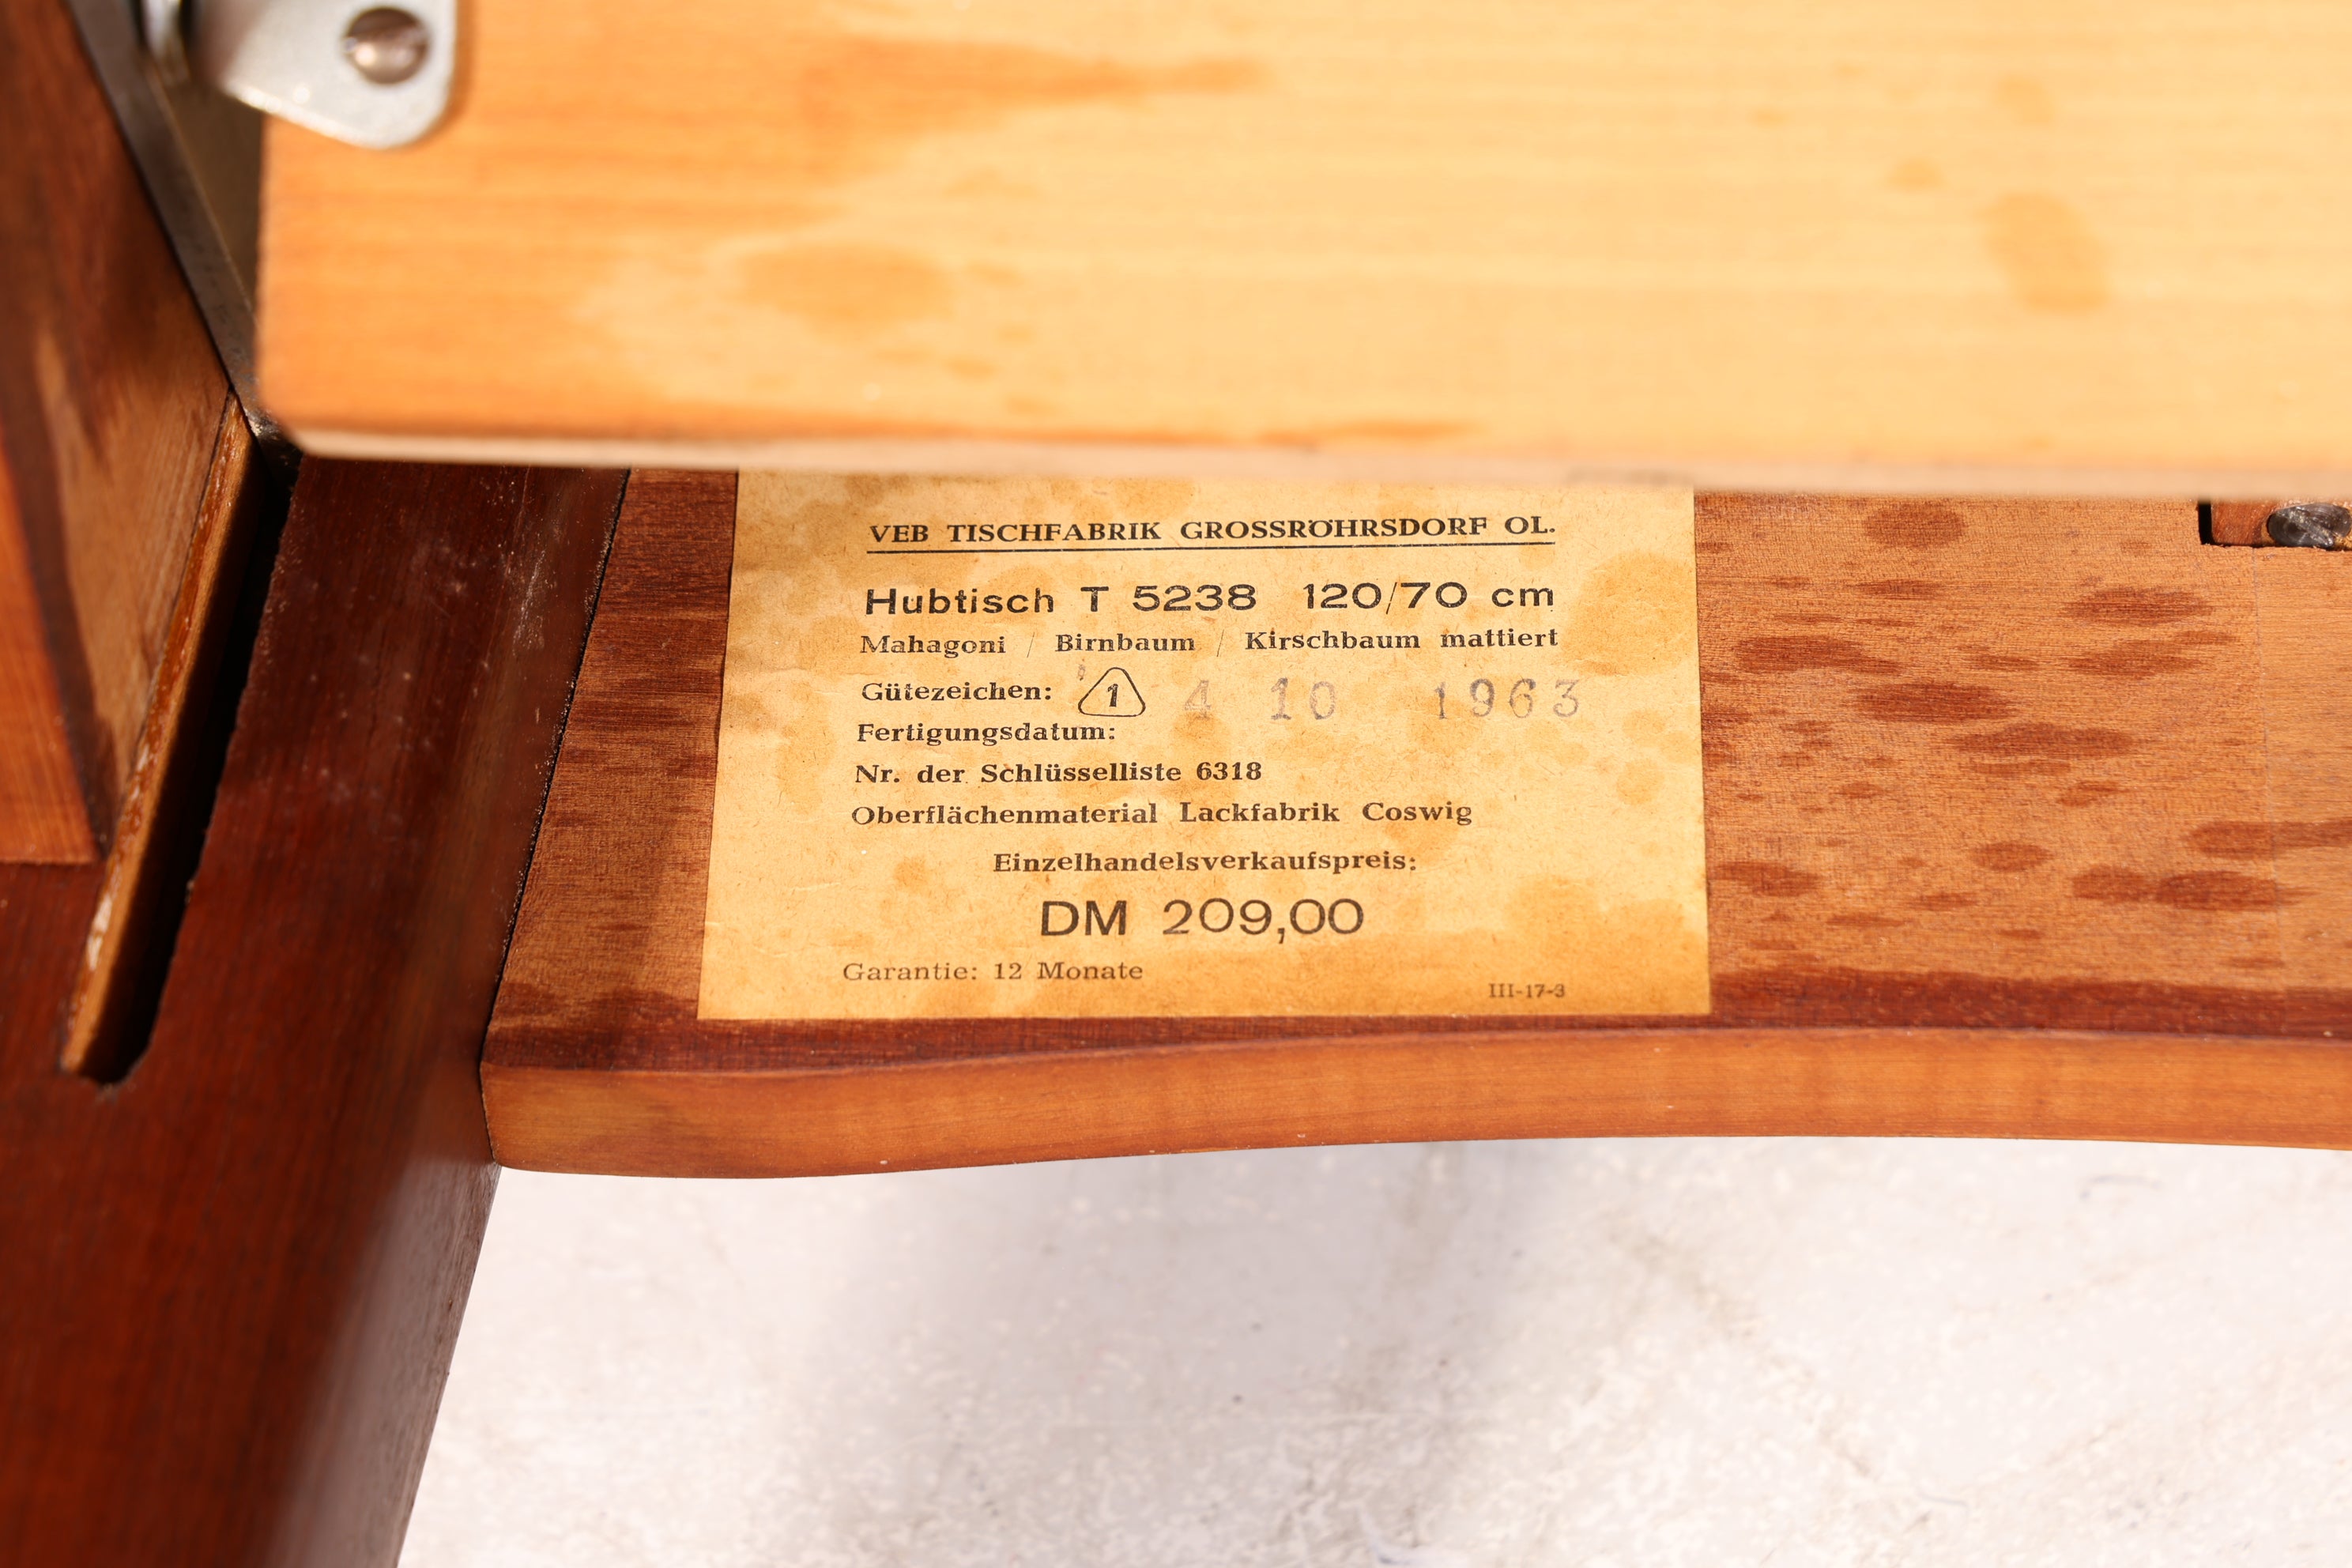 VEB TISCHFABRIK GROSSRÖHRSDORF OL.
Hubtisch T 5238 120/70 cm
Mahagoni / Birnbaum / Kirschbaum mattiert
Gütezeichen: 1 4 10 1963
Fertigungsdatum:
Nr. der Schlüsselliste 6318
Oberflächenmaterial Lackfabrik Coswig
Einzelhandelsverkaufspreis:
DM 209,00
Garantie: 12 Monate
III-17-3